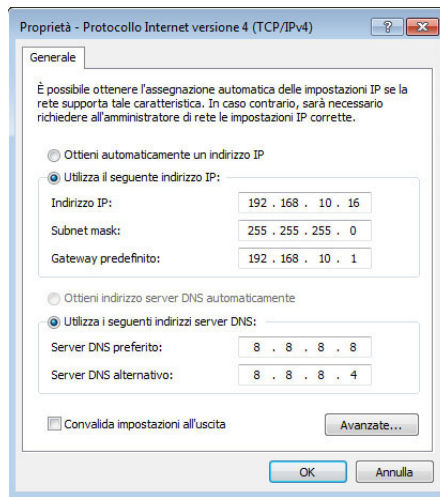 Proprietà - Protocollo Internet versione 4 (TCP/IPv4)
Generale
È possibile ottenere l'assegnazione automatica delle impostazioni IP se la
rete supporta tale caratteristica. In caso contrario, sarà necessario
richiedere all'amministratore di rete le impostazioni IP corrette.
Ottieni automaticamente un indirizzo IP
Utilizza il seguente indirizzo IP:
Indirizzo IP: 192 . 168 . 10 . 16
Subnet mask: 255 . 255 . 255 . 0
Gateway predefinito: 192 . 168 . 10 . 1
Ottieni indirizzo server DNS automaticamente
Utilizza i seguenti indirizzi server DNS:
Server DNS preferito: 8 . 8 . 8 . 8
Server DNS alternativo: 8 . 8 . 8 . 4
Convalida impostazioni all'uscita Avanzate...
OK Annulla